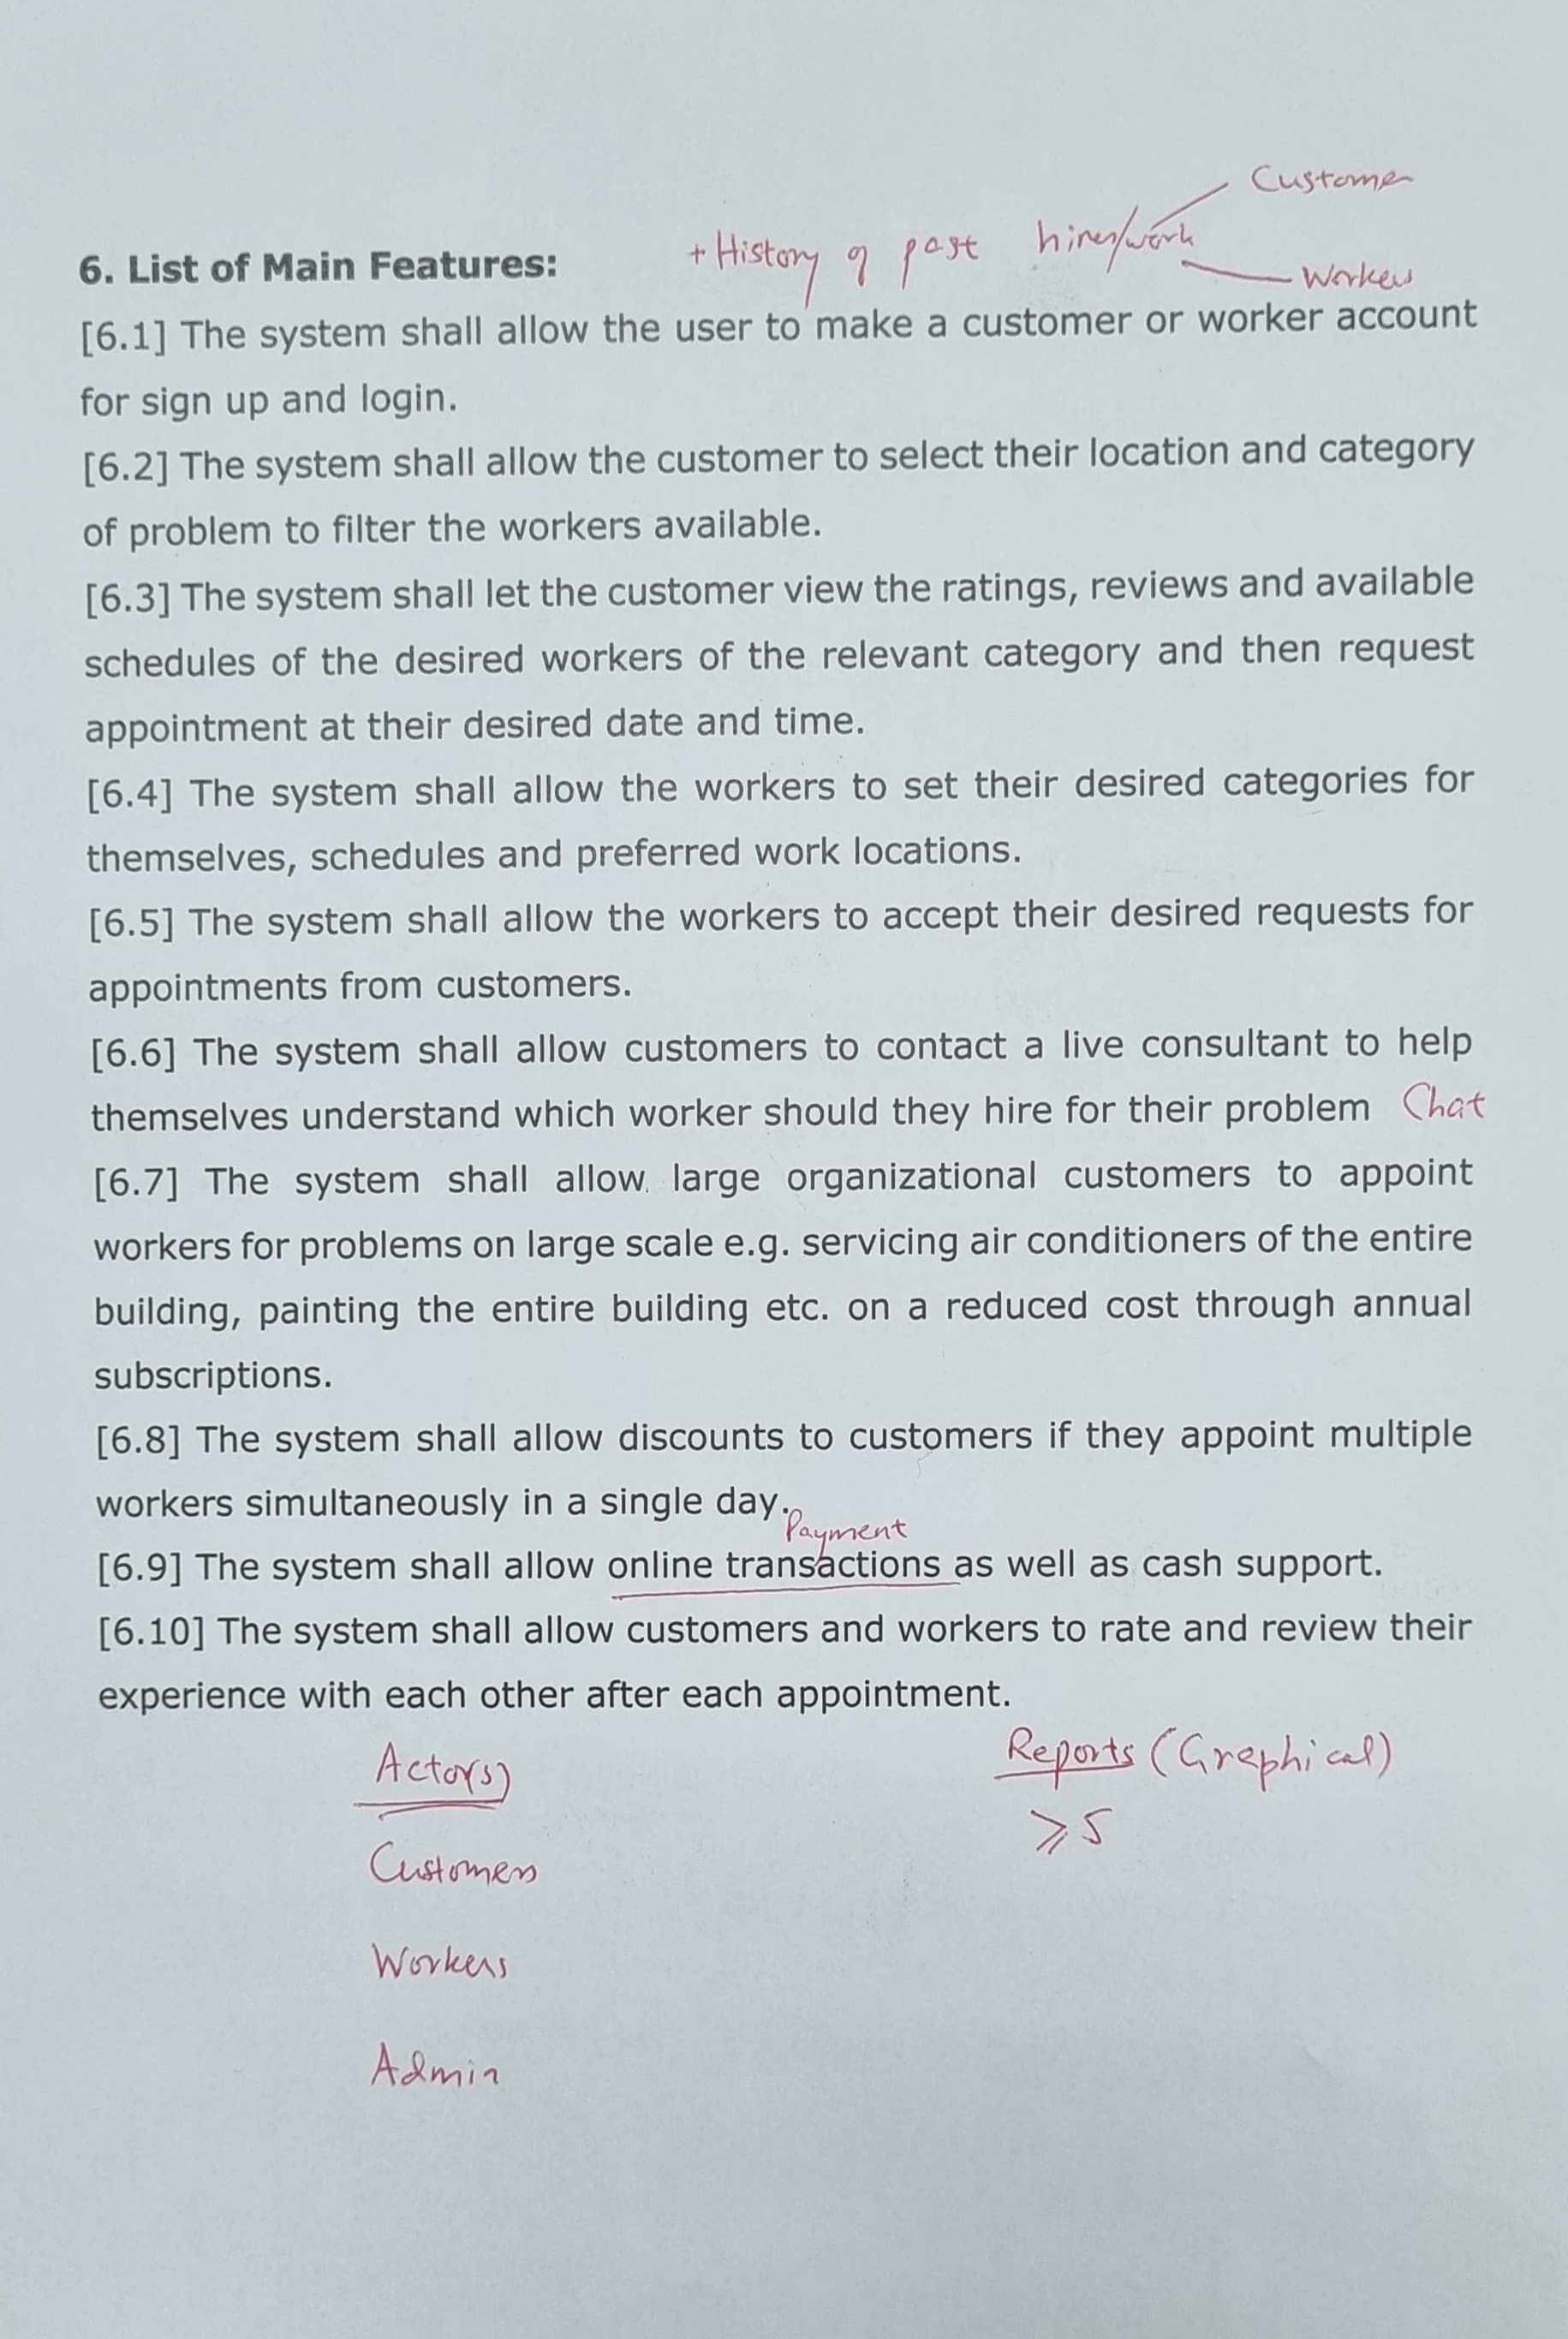 Customer
+ History of past hires/work
Workers
6. List of Main Features:
[6.1] The system shall allow the user to make a customer or worker account
for sign up and login.
[6.2] The system shall allow the customer to select their location and category
of problem to filter the workers available.
[6.3] The system shall let the customer view the ratings, reviews and available
schedules of the desired workers of the relevant category and then request
appointment at their desired date and time.
[6.4] The system shall allow the workers to set their desired categories for
themselves, schedules and preferred work locations.
[6.5] The system shall allow the workers to accept their desired requests for
appointments from customers.
[6.6] The system shall allow customers to contact a live consultant to help
themselves understand which worker should they hire for their problem Chat
[6.7] The system shall allow large organizational customers to appoint
workers for problems on large scale e.g. servicing air conditioners of the entire
building, painting the entire building etc. on a reduced cost through annual
subscriptions.
[6.8] The system shall allow discounts to customers if they appoint multiple
workers simultaneously in a single day.
Payment
[6.9] The system shall allow online transactions as well as cash support.
[6.10] The system shall allow customers and workers to rate and review their
experience with each other after each appointment.
Actor(s)
Reports (Graphical)
≥ 5
Customers
Workers
Admin